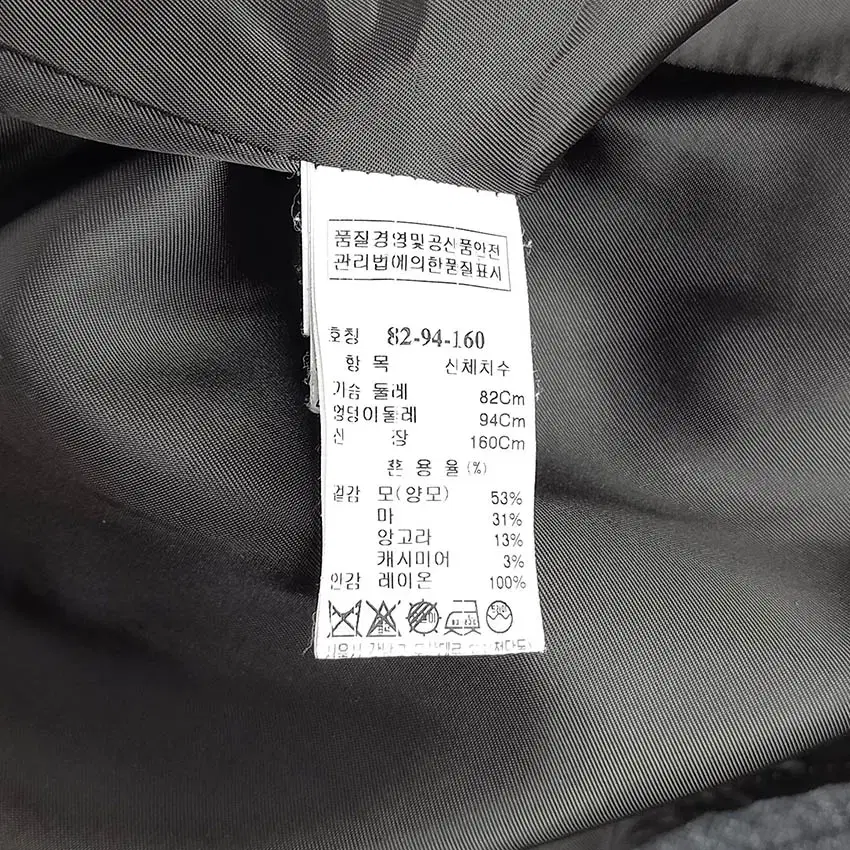 품질경영및공산품안전
관리법에의한품질표시
호칭 82-94-160
항 목 신체치수
가슴 둘레 82Cm
엉덩이둘레 94Cm
신 장 160Cm
혼 용 율 (%)
겉감 모(양모) 53%
마 31%
앙고라 13%
캐시미어 3%
안감 레이온 100%